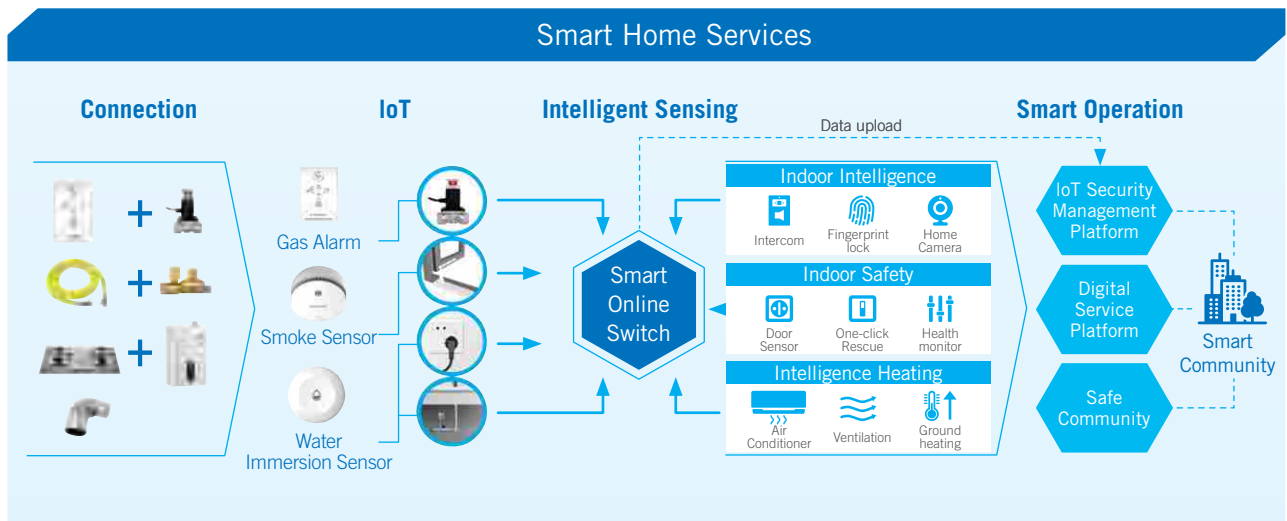 Smart Home Services
Connection
IoT
Intelligent Sensing
Smart Operation
Data upload
Gas Alarm
Smoke Sensor
Water
Immersion Sensor
Smart
Online
Switch
Indoor Intelligence
Intercom
Fingerprint
lock
Home
Camera
Indoor Safety
Door
Sensor
One-click
Rescue
Health
monitor
Intelligence Heating
Air
Conditioner
Ventilation
Ground
heating
IoT Security
Management
Platform
Digital
Service
Platform
Safe
Community
Smart
Community